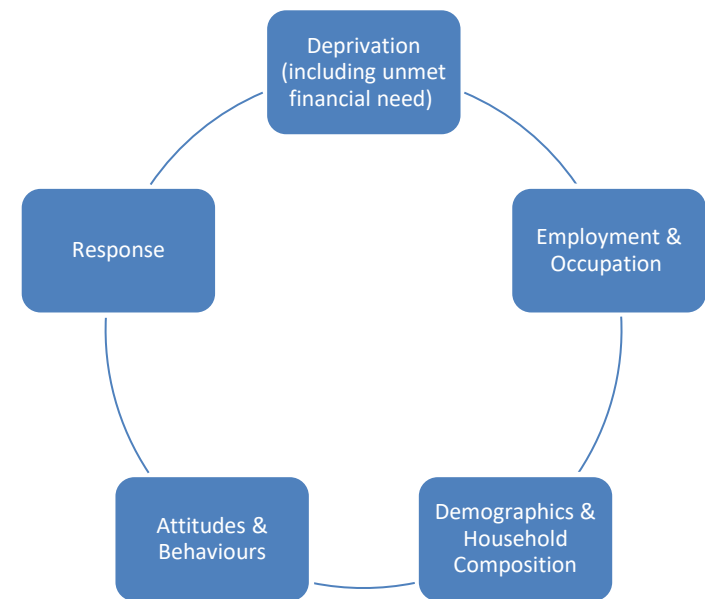 Deprivation
(including unmet
financial need)
Employment &
Occupation
Demographics &
Household
Composition
Attitudes &
Behaviours
Response